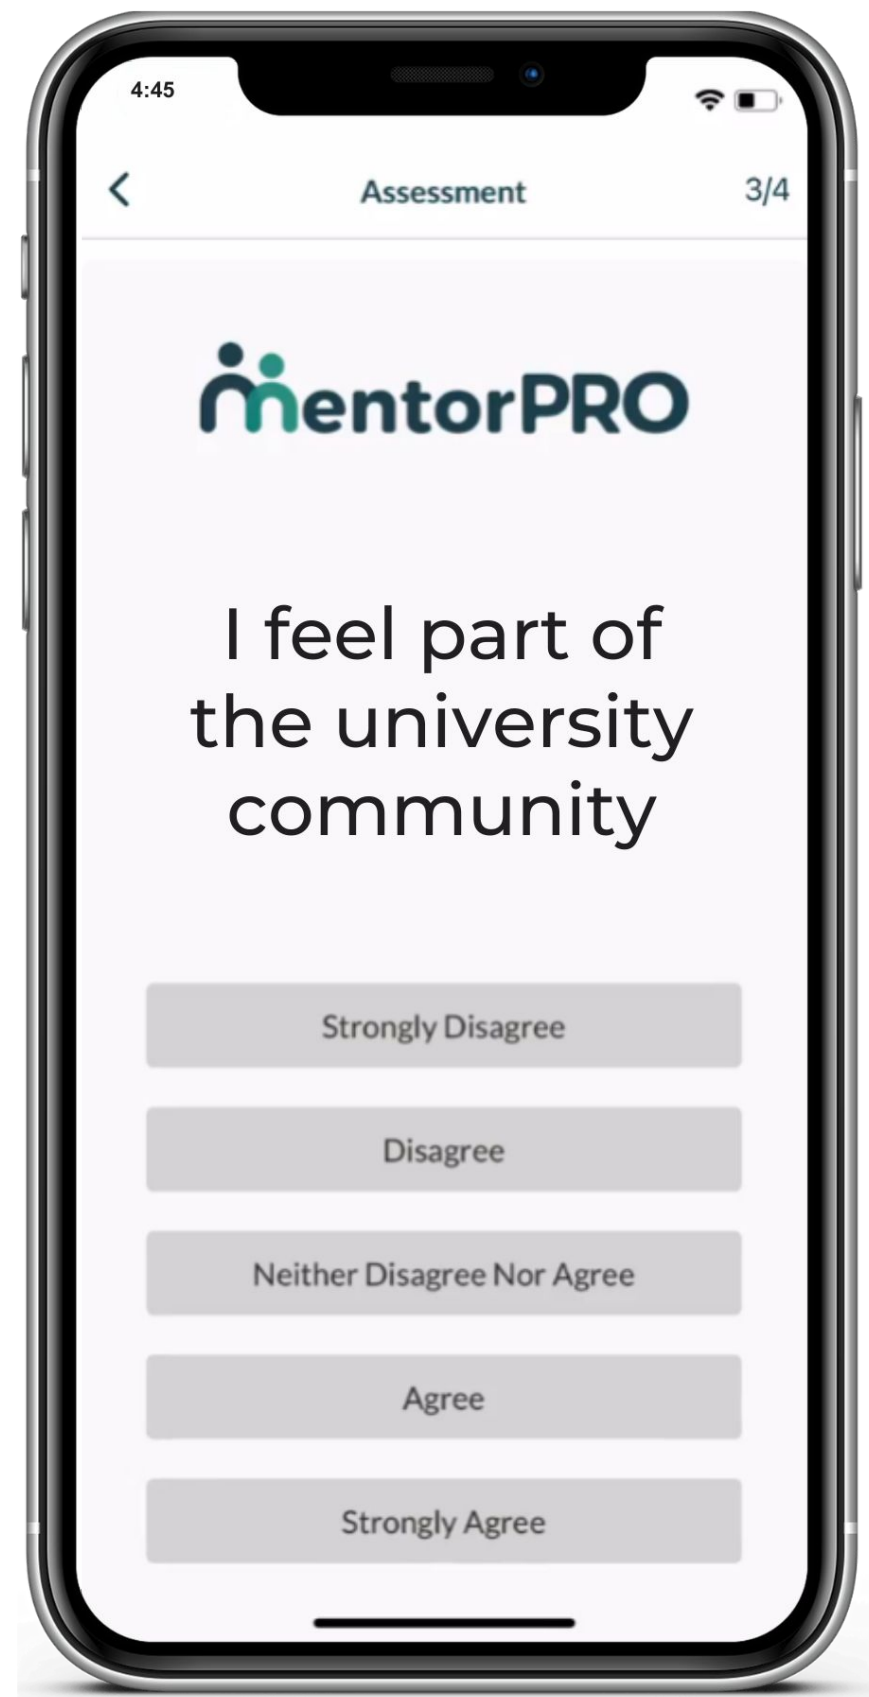 4:45
Assessment 3/4
mentorPRO
I feel part of
the university
community
Strongly Disagree
Disagree
Neither Disagree Nor Agree
Agree
Strongly Agree